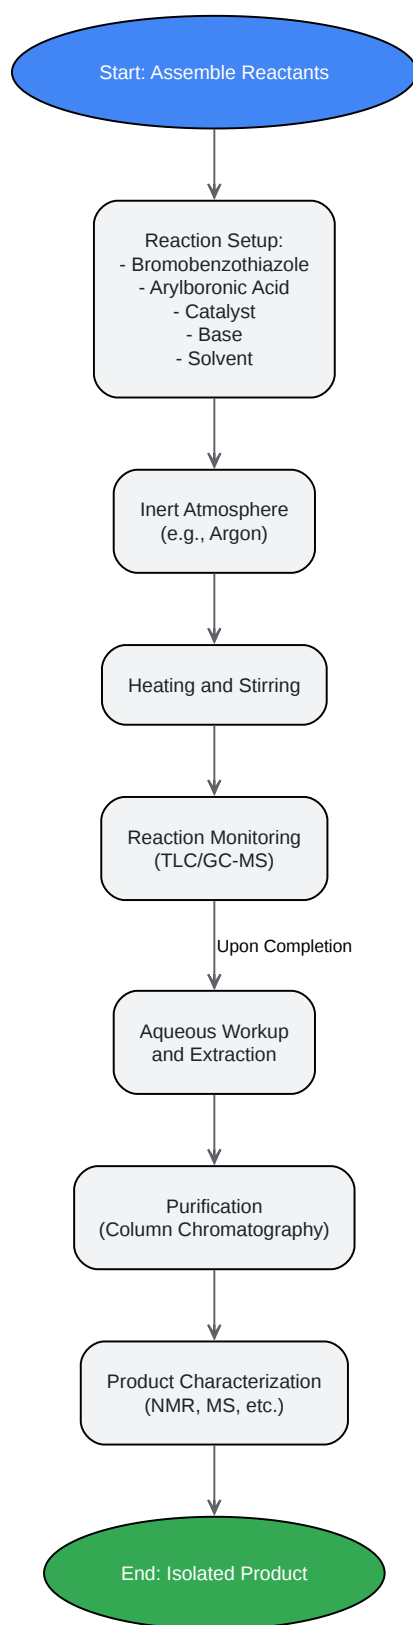 Start: Assemble Reactants
Reaction Setup:
- Bromobenzothiazole
- Arylboronic Acid
- Catalyst
- Base
- Solvent
Inert Atmosphere
(e.g., Argon)
Heating and Stirring
Reaction Monitoring
(TLC/GC-MS)
Upon Completion
Aqueous Workup
and Extraction
Purification
(Column Chromatography)
Product Characterization
(NMR, MS, etc.)
End: Isolated Product